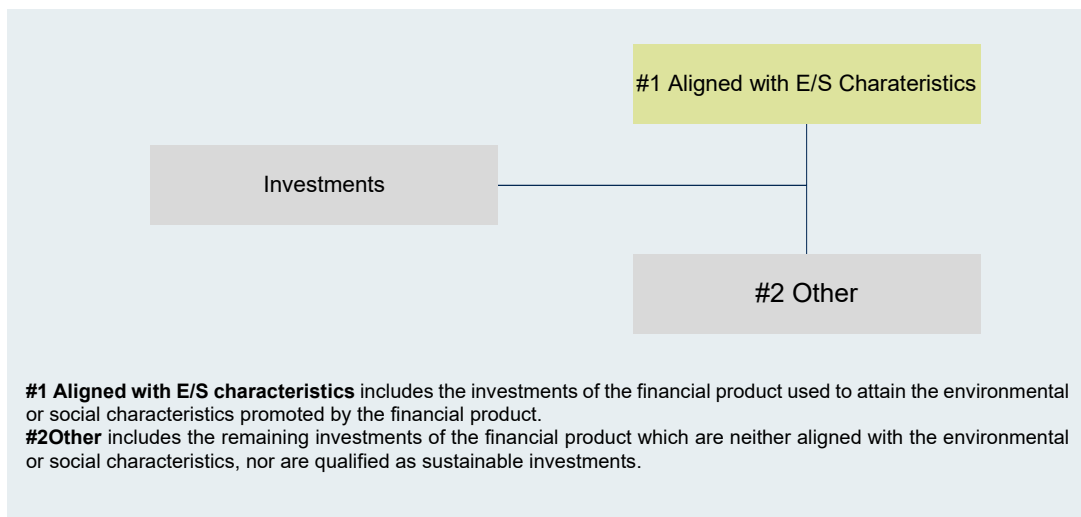 #1 Aligned with E/S Charateristics
Investments
#2 Other
#1 Aligned with E/S characteristics includes the investments of the financial product used to attain the environmental
or social characteristics promoted by the financial product.
#2Other includes the remaining investments of the financial product which are neither aligned with the environmental
or social characteristics, nor are qualified as sustainable investments.